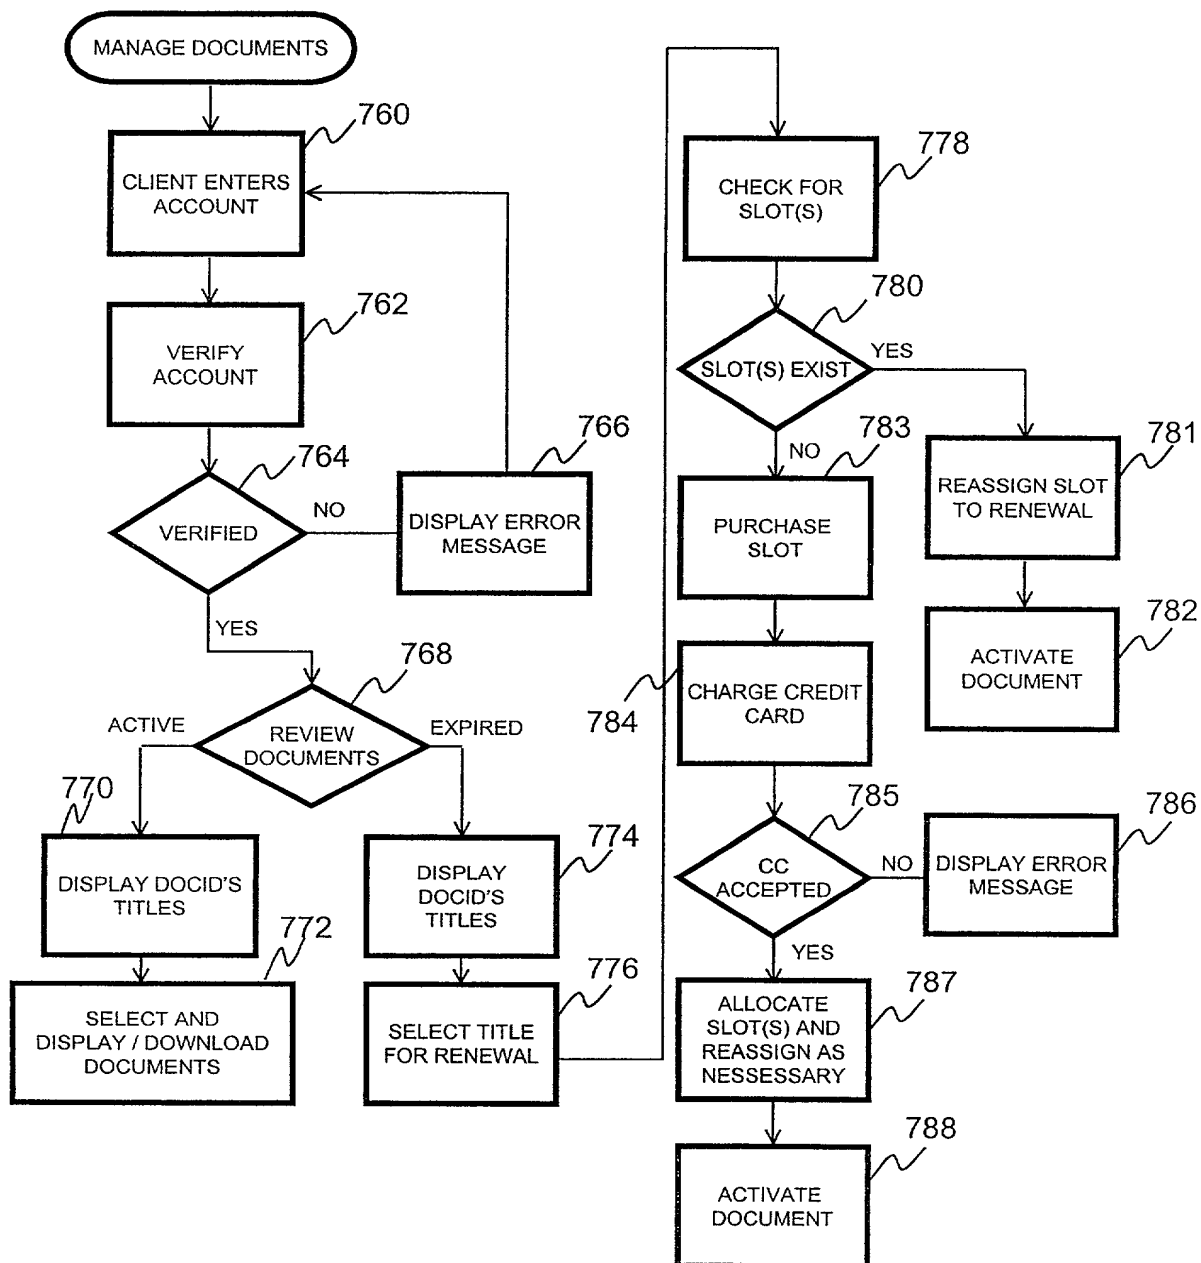 MANAGE DOCUMENTS
760
CLIENT ENTERS
ACCOUNT
762
VERIFY
ACCOUNT
764
VERIFIED
NO
766
DISPLAY ERROR
MESSAGE
YES
768
REVIEW
DOCUMENTS
ACTIVE
EXPIRED
770
DISPLAY DOCID'S
TITLES
772
SELECT AND
DISPLAY / DOWNLOAD
DOCUMENTS
774
DISPLAY
DOCID'S
TITLES
776
SELECT TITLE
FOR RENEWAL
778
CHECK FOR
SLOT(S)
780
SLOT(S) EXIST
YES
NO
781
REASSIGN SLOT
TO RENEWAL
782
ACTIVATE
DOCUMENT
783
PURCHASE
SLOT
784
CHARGE CREDIT
CARD
785
CC
ACCEPTED
NO
786
DISPLAY ERROR
MESSAGE
YES
787
ALLOCATE
SLOT(S) AND
REASSIGN AS
NESSESSARY
788
ACTIVATE
DOCUMENT